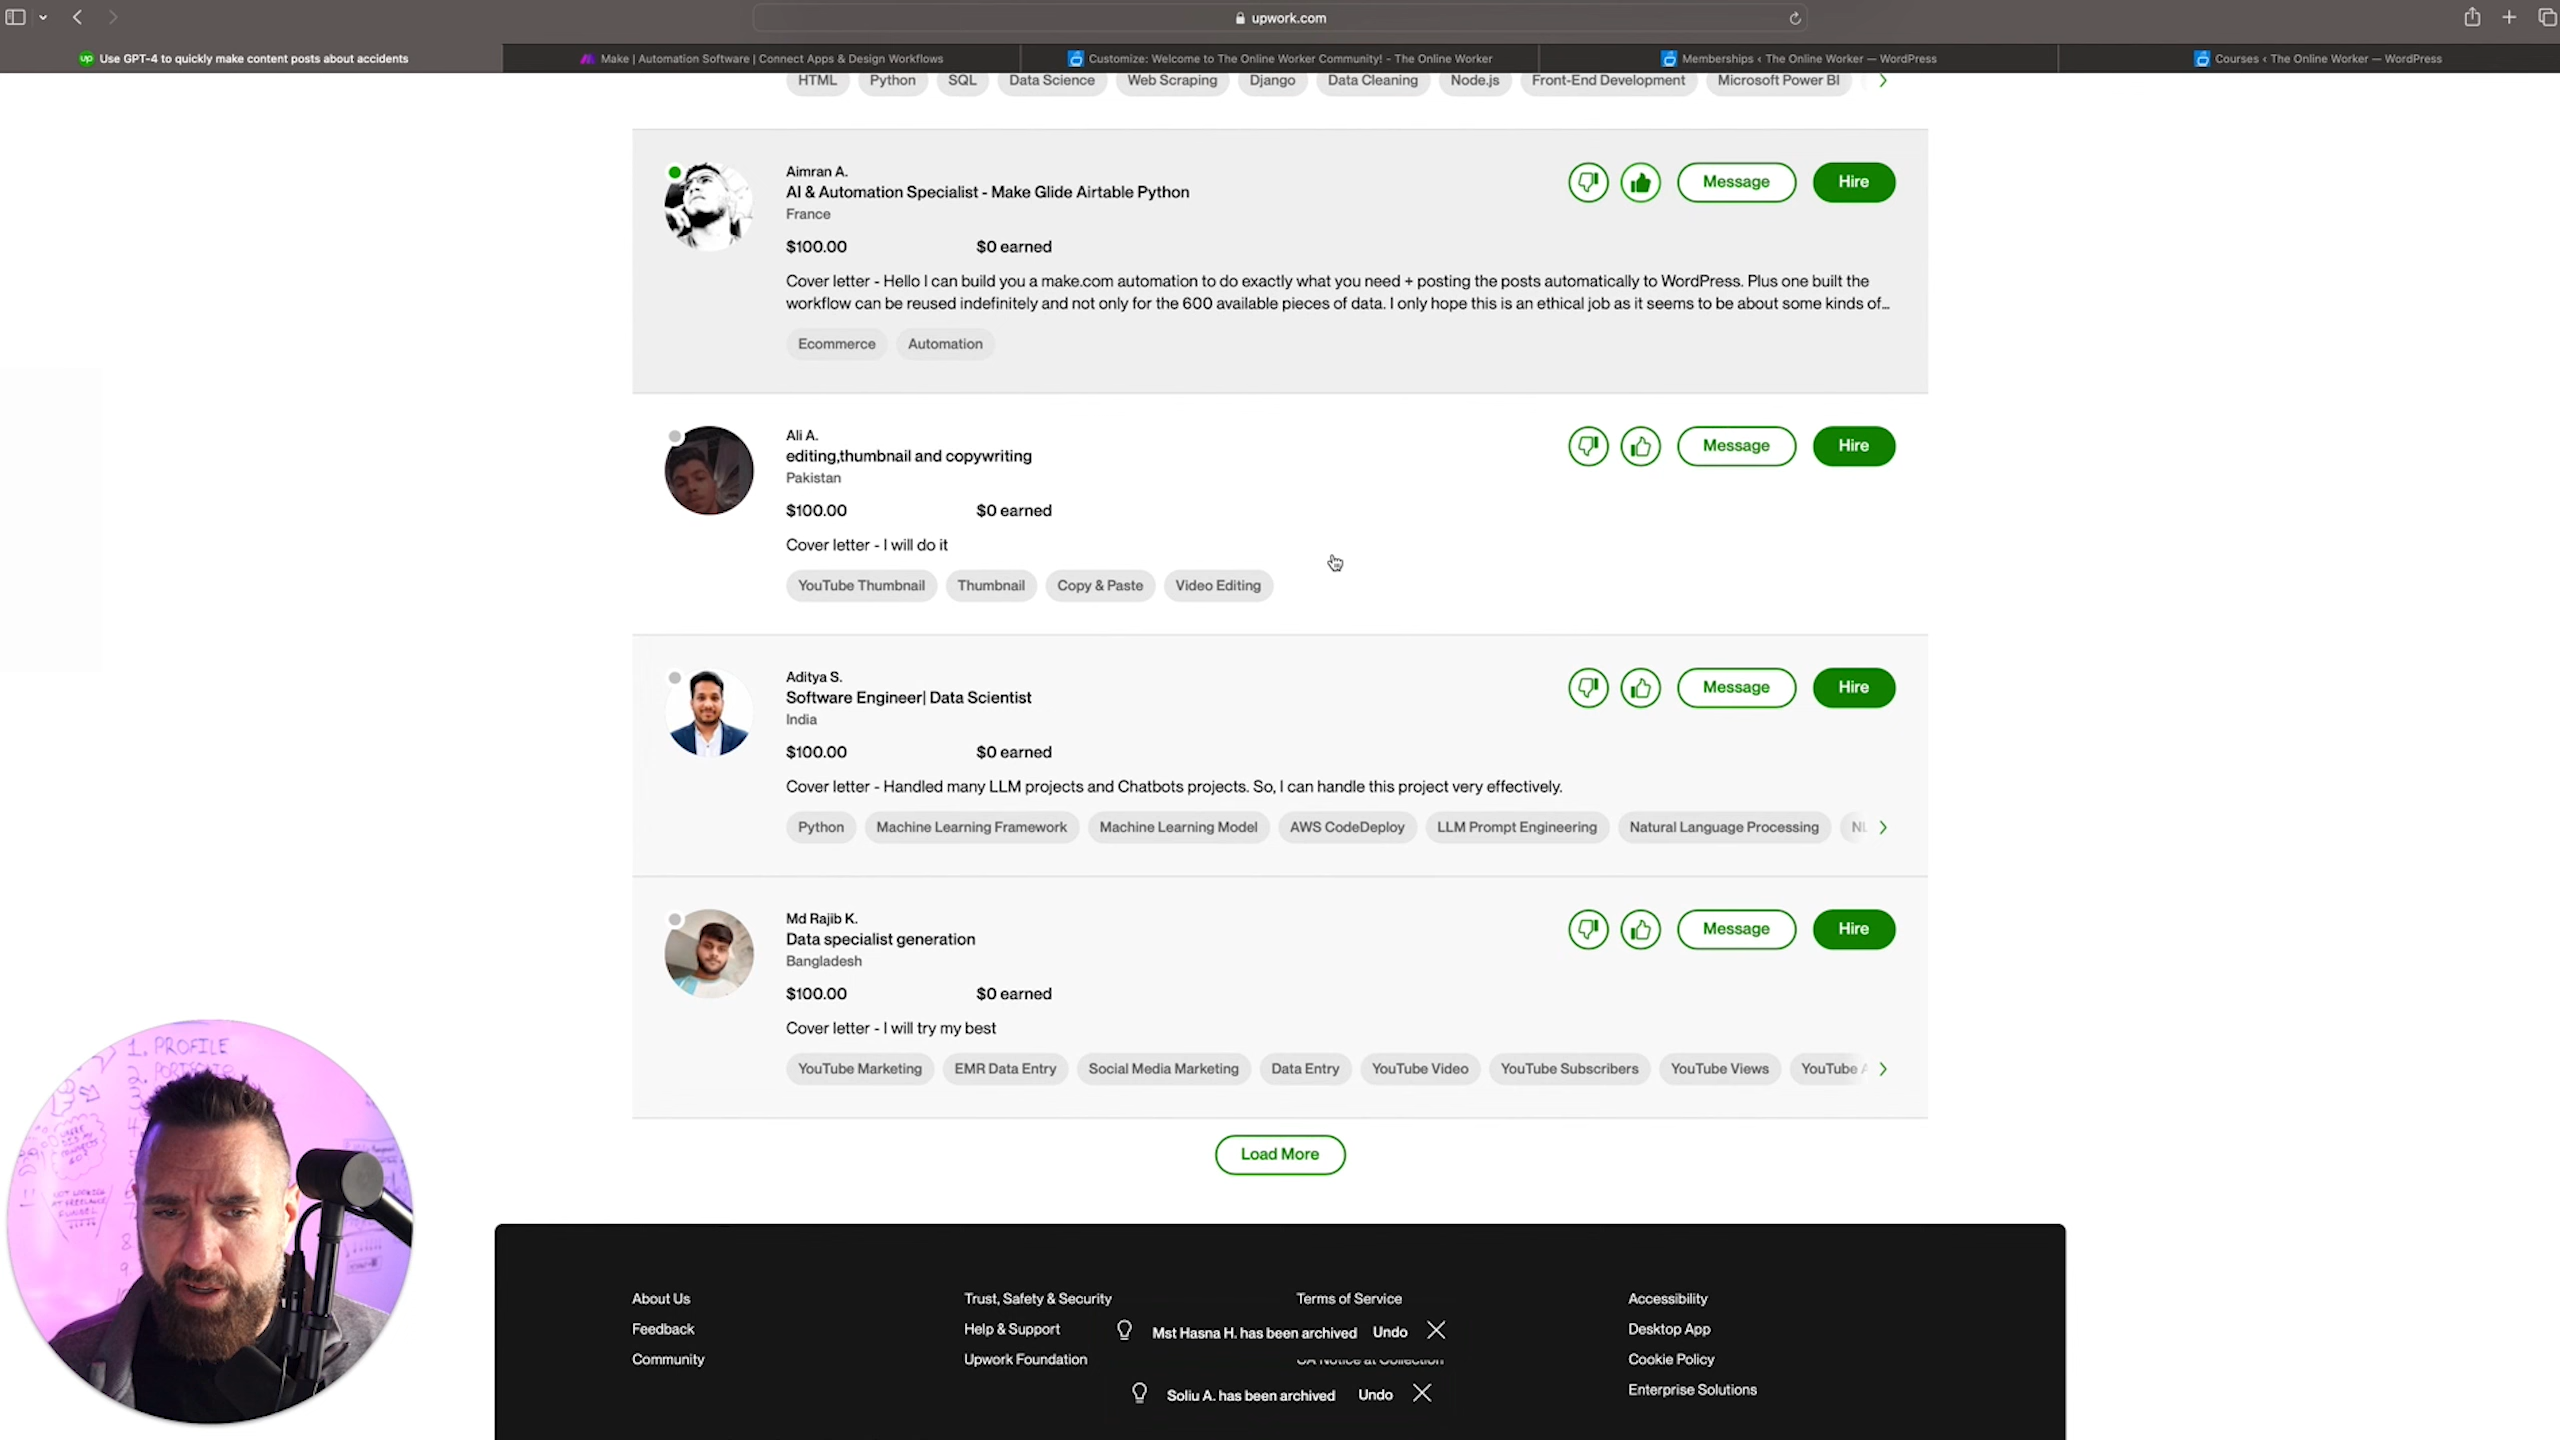 upwork.com
Use GPT-4 to quickly make content posts about accidents
Make | Automation Software | Connect Apps & Design Workflows
Customize: Welcome to The Online Worker Community! - The Online Worker
Memberships ‹ The Online Worker — WordPress
Courses ‹ The Online Worker — WordPress
HTML Python SQL Data Science Web Scraping Django Data Cleaning Node.js Front-End Development Microsoft Power BI
Aimran A.
AI & Automation Specialist - Make Glide Airtable Python
France
Message Hire
$100.00 $0 earned
Cover letter - Hello I can build you a make.com automation to do exactly what you need + posting the posts automatically to WordPress. Plus one built the
workflow can be reused indefinitely and not only for the 600 available pieces of data. I only hope this is an ethical job as it seems to be about some kinds of...
Ecommerce Automation
Ali A.
editing,thumbnail and copywriting
Pakistan
Message Hire
$100.00 $0 earned
Cover letter - I will do it
YouTube Thumbnail Thumbnail Copy & Paste Video Editing
Aditya S.
Software Engineer| Data Scientist
India
Message Hire
$100.00 $0 earned
Cover letter - Handled many LLM projects and Chatbots projects. So, I can handle this project very effectively.
Python Machine Learning Framework Machine Learning Model AWS CodeDeploy LLM Prompt Engineering Natural Language Processing NL
Md Rajib K.
Data specialist generation
Bangladesh
Message Hire
$100.00 $0 earned
Cover letter - I will try my best
YouTube Marketing EMR Data Entry Social Media Marketing Data Entry YouTube Video YouTube Subscribers YouTube Views YouTube
Load More
1. PROFILE
About Us Trust, Safety & Security Terms of Service Accessibility
Feedback Help & Support Desktop App
Mst Hasna H. has been archived Undo
Community Upwork Foundation CA Notice at Collection Cookie Policy
Enterprise Solutions
Soliu A. has been archived Undo